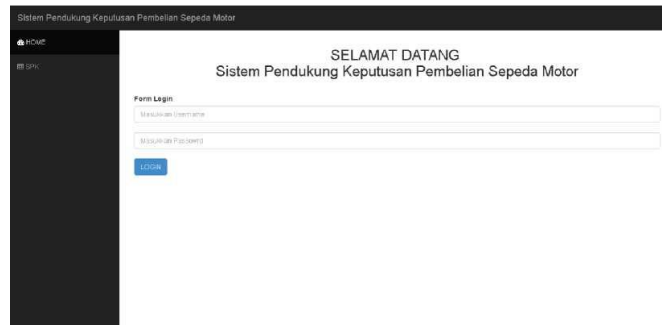 Sistem Pendukung Keputusan Pembelian Sepeda Motor
HOME
SPK
SELAMAT DATANG
Sistem Pendukung Keputusan Pembelian Sepeda Motor
Form Login
Masukkan Username
Masukkan Password
LOGIN